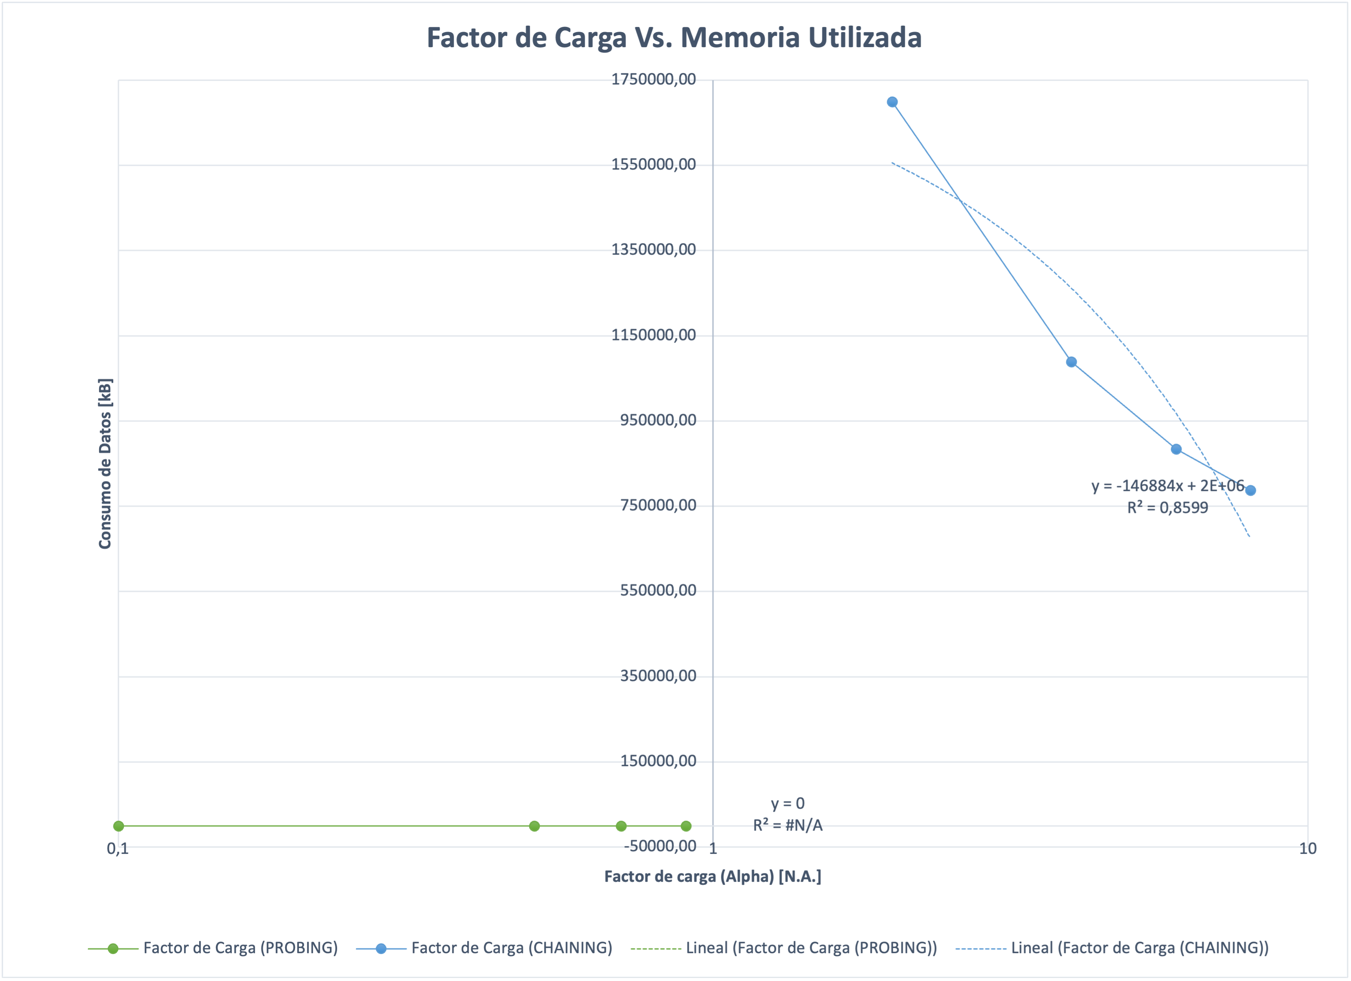 Factor de Carga Vs. Memoria Utilizada
1750000,00
1550000,00
1350000,00
1150000,00
950000,00
750000,00
550000,00
350000,00
150000,00
-50000,00
Consumo de Datos [kB]
y = -146884x + 2E+06
R² = 0,8599
y = 0
R² = #N/A
0,1
1
10
Factor de carga (Alpha) [N.A.]
Factor de Carga (PROBING)
Factor de Carga (CHAINING)
Lineal (Factor de Carga (PROBING))
Lineal (Factor de Carga (CHAINING))